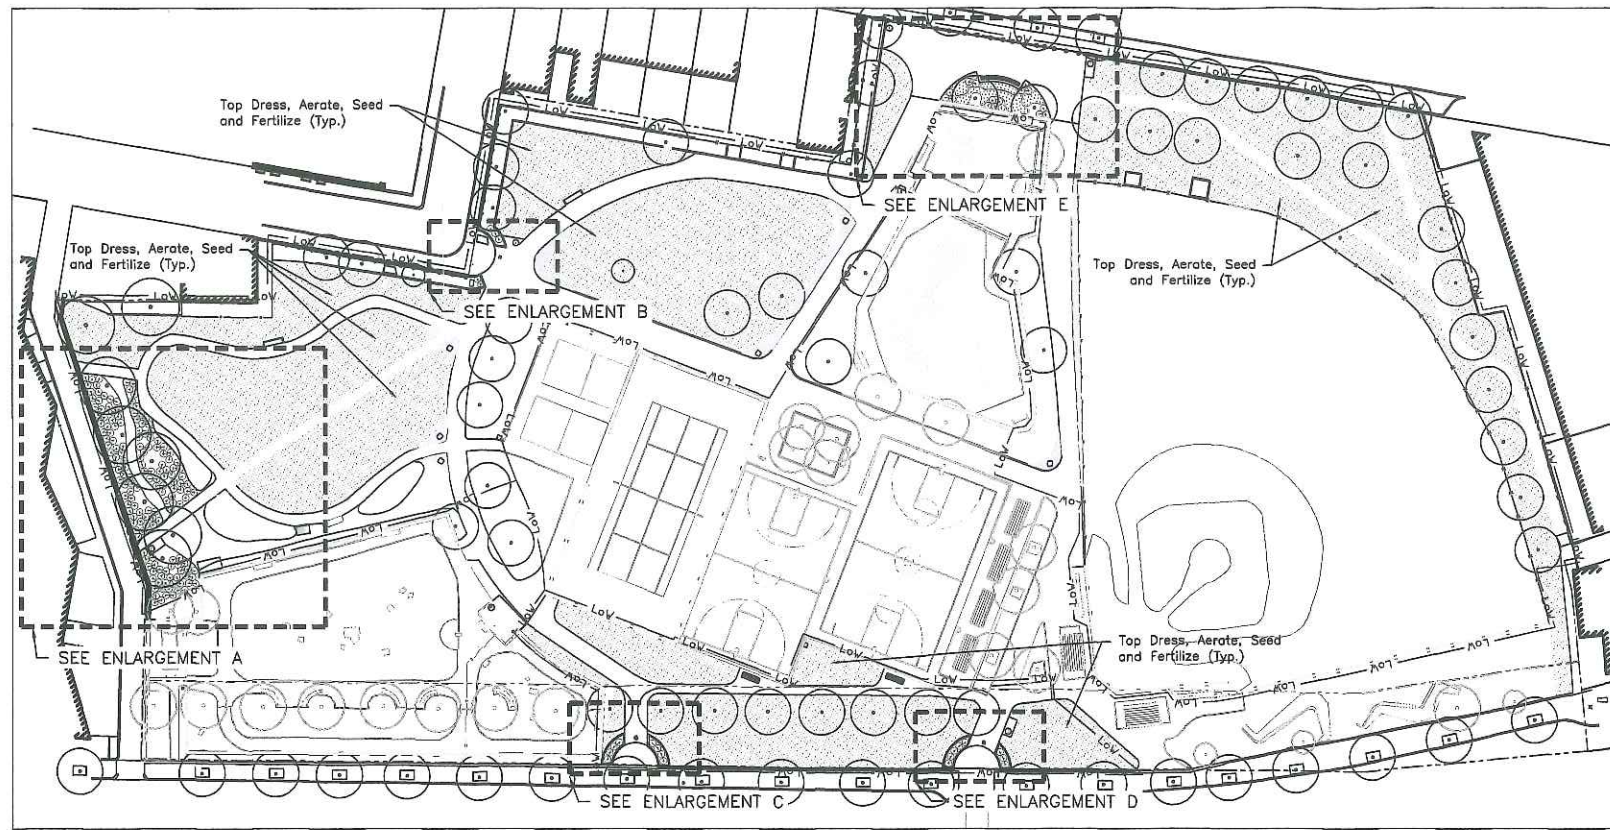 Top Dress, Aerate, Seed
and Fertilize (Typ.)
SEE ENLARGEMENT E
Top Dress, Aerate, Seed
and Fertilize (Typ.)
Top Dress, Aerate, Seed
and Fertilize (Typ.)
SEE ENLARGEMENT B
Top Dress, Aerate, Seed
and Fertilize (Typ.)
SEE ENLARGEMENT A
SEE ENLARGEMENT C
SEE ENLARGEMENT D